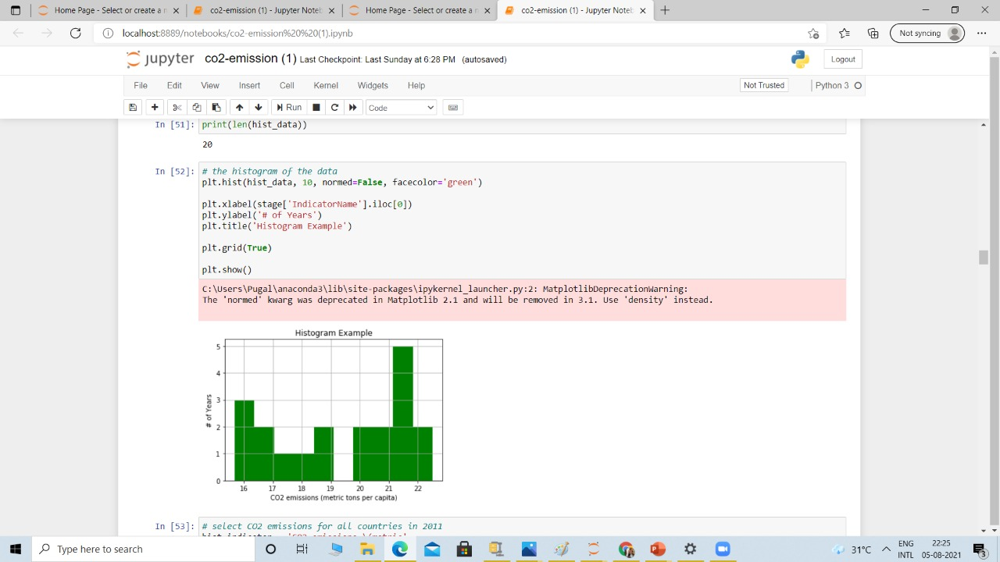 Home Page - Select or create a n
co2-emission (1) - Jupyter Noteb
Home Page - Select or create a n
co2-emission (1) - Jupyter Noteb
localhost:8889/notebooks/co2-emission%20%20(1).ipynb
Not syncing
jupyter co2-emission (1) Last Checkpoint: Last Sunday at 6:28 PM (autosaved)
Logout
File Edit View Insert Cell Kernel Widgets Help
Not Trusted
Python 3
Run
Code
In [51]: print(len(hist_data))
20
In [52]: # the histogram of the data
plt.hist(hist_data, 10, normed=False, facecolor='green')
plt.xlabel(stage['IndicatorName'].iloc[0])
plt.ylabel('# of Years')
plt.title('Histogram Example')
plt.grid(True)
plt.show()
C:\Users\Pugal\anaconda3\lib\site-packages\ipykernel_launcher.py:2: MatplotlibDeprecationWarning:
The 'normed' kwarg was deprecated in Matplotlib 2.1 and will be removed in 3.1. Use 'density' instead.
Histogram Example
5
4
3
2
1
0
# of Years
16 17 18 19 20 21 22
CO2 emissions (metric tons per capita)
In [53]: # select CO2 emissions for all countries in 2011
Type here to search
31°C
ENG
INTL
22:25
05-08-2021
3